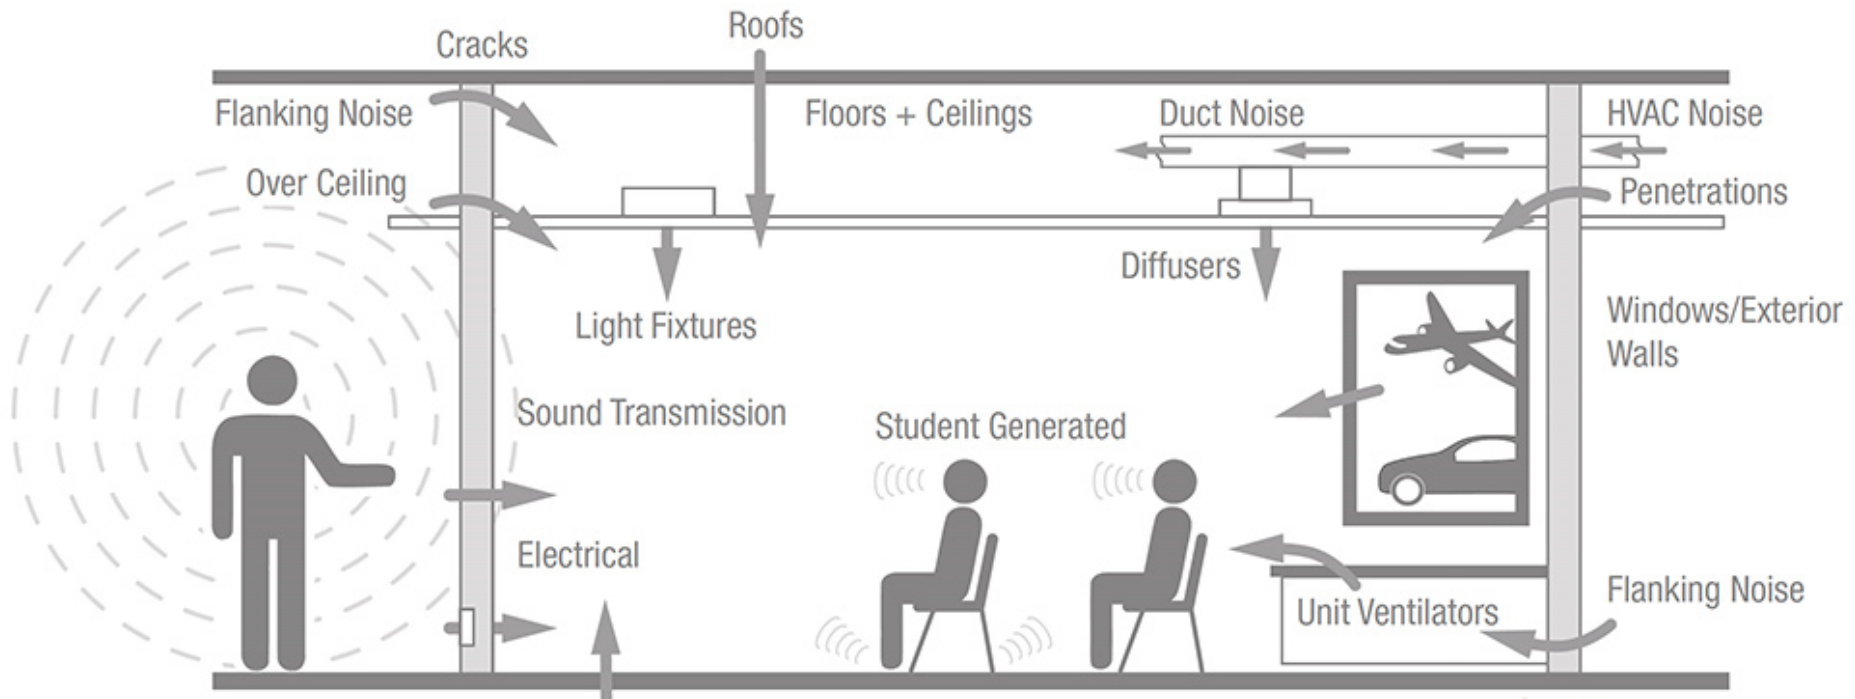 Roofs
Cracks
Flanking Noise
Floors + Ceilings
Duct Noise
HVAC Noise
Over Ceiling
Penetrations
Diffusers
Light Fixtures
Windows/Exterior
Walls
Sound Transmission
Student Generated
Electrical
Unit Ventilators
Flanking Noise